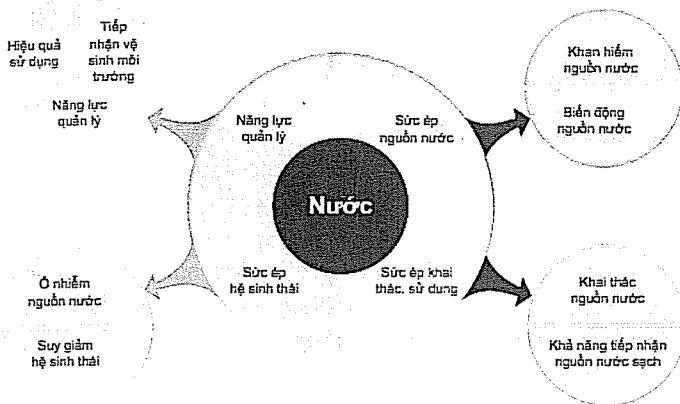 Hiệu quả
sử dụng
Tiếp
nhận vệ
sinh môi
trường
Năng lực
quản lý
Năng lực
quản lý
Sức ép
nguồn nước
Khan hiếm
nguồn nước
Biến động
nguồn nước
Nước
Sức ép
hệ sinh thái
Sức ép khai
thác, sử dụng
Ô nhiễm
nguồn nước
Suy giảm
hệ sinh thái
Khai thác
nguồn nước
Khả năng tiếp nhận
nguồn nước sạch